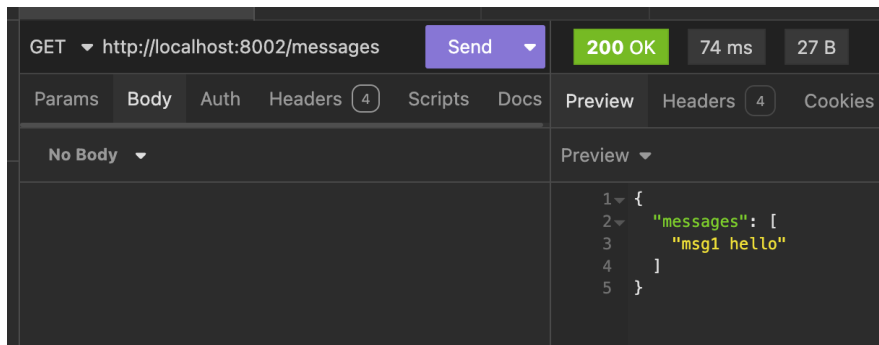 GET http://localhost:8002/messages Send 200 OK 74 ms 27 B
Params Body Auth Headers 4 Scripts Docs Preview Headers 4 Cookies
No Body Preview
1 {
2 "messages": [
3 "msg1 hello"
4 ]
5 }